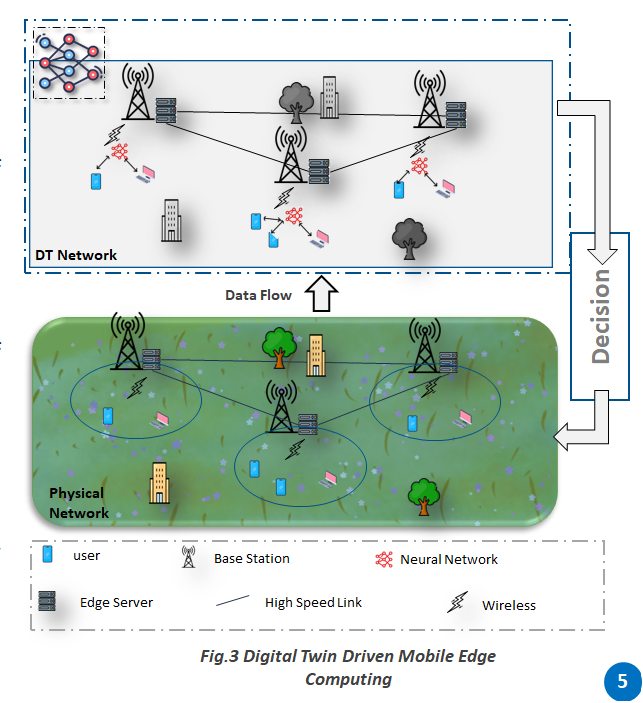 DT Network
Data Flow
Decision
Physical
Network
user
Base Station
Neural Network
Edge Server
High Speed Link
Wireless
Fig.3 Digital Twin Driven Mobile Edge
Computing
5